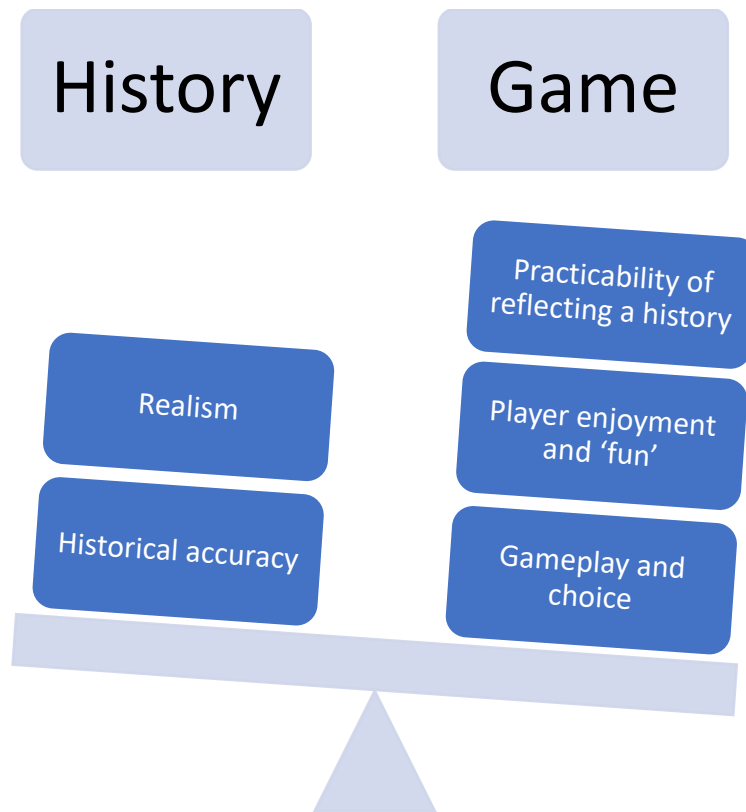 History
Game
Practicability of
reflecting a history
Player enjoyment
and ‘fun’
Gameplay and
choice
Realism
Historical accuracy